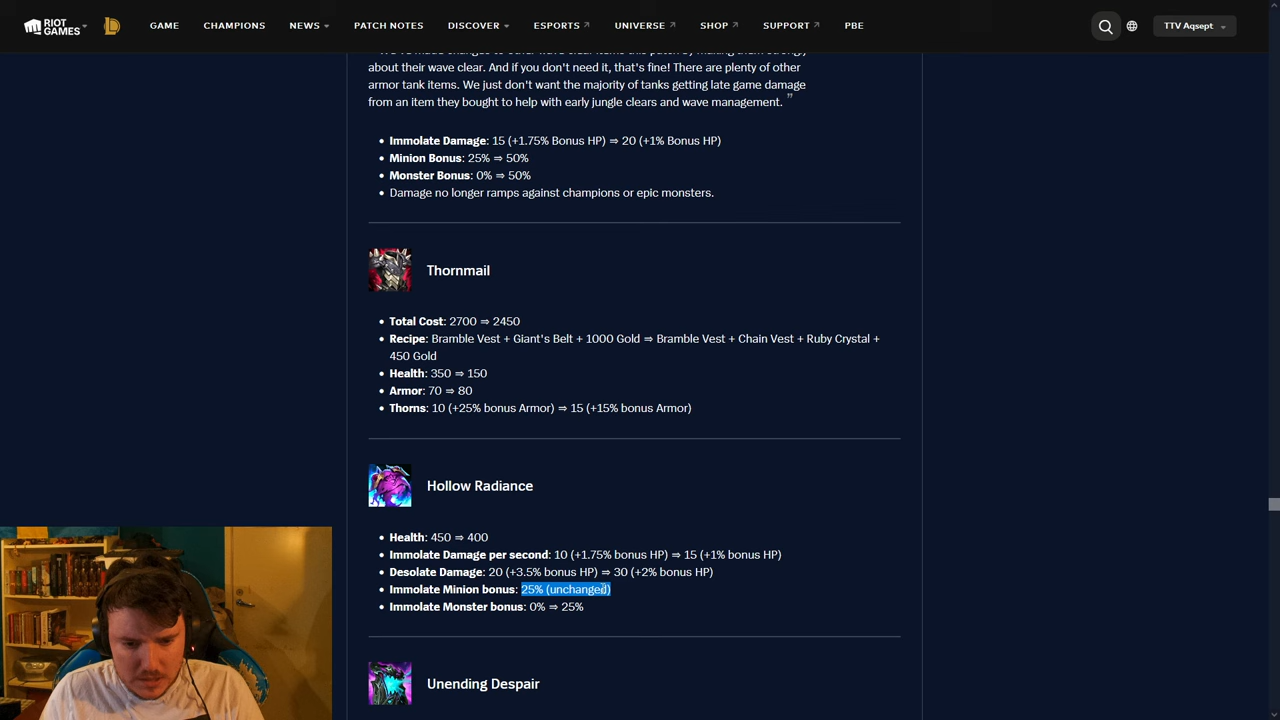 RIOT GAMES
GAME
CHAMPIONS
NEWS
PATCH NOTES
DISCOVER
ESPORTS
UNIVERSE
SHOP
SUPPORT
PBE
TTV Aqsept
about their wave clear. And if you don't need it, that's fine! There are plenty of other
armor tank items. We just don't want the majority of tanks getting late game damage
from an item they bought to help with early jungle clears and wave management. ”
• Immolate Damage: 15 (+1.75% Bonus HP) ⇒ 20 (+1% Bonus HP)
• Minion Bonus: 25% ⇒ 50%
• Monster Bonus: 0% ⇒ 50%
• Damage no longer ramps against champions or epic monsters.
Thornmail
• Total Cost: 2700 ⇒ 2450
• Recipe: Bramble Vest + Giant's Belt + 1000 Gold ⇒ Bramble Vest + Chain Vest + Ruby Crystal +
450 Gold
• Health: 350 ⇒ 150
• Armor: 70 ⇒ 80
• Thorns: 10 (+25% bonus Armor) ⇒ 15 (+15% bonus Armor)
Hollow Radiance
• Health: 450 ⇒ 400
• Immolate Damage per second: 10 (+1.75% bonus HP) ⇒ 15 (+1% bonus HP)
• Desolate Damage: 20 (+3.5% bonus HP) ⇒ 30 (+2% bonus HP)
• Immolate Minion bonus: 25% (unchanged)
• Immolate Monster bonus: 0% ⇒ 25%
Unending Despair